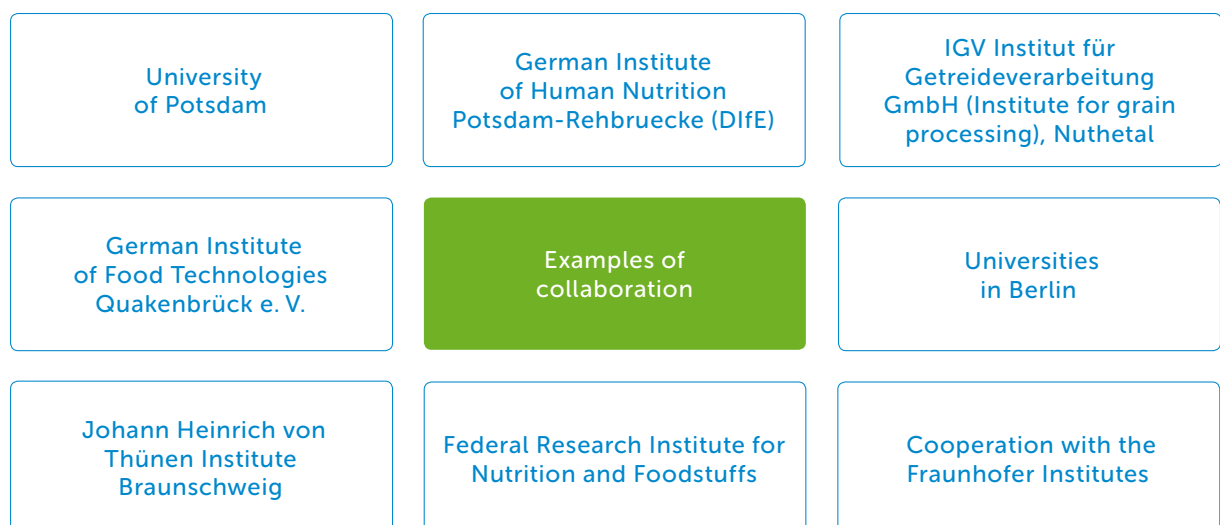 University
of Potsdam
German Institute
of Human Nutrition
Potsdam-Rehbruecke (DIfE)
IGV Institut für
Getreideverarbeitung
GmbH (Institute for grain
processing), Nuthetal
German Institute
of Food Technologies
Quakenbrück e. V.
Examples of
collaboration
Universities
in Berlin
Johann Heinrich von
Thünen Institute
Braunschweig
Federal Research Institute for
Nutrition and Foodstuffs
Cooperation with the
Fraunhofer Institutes